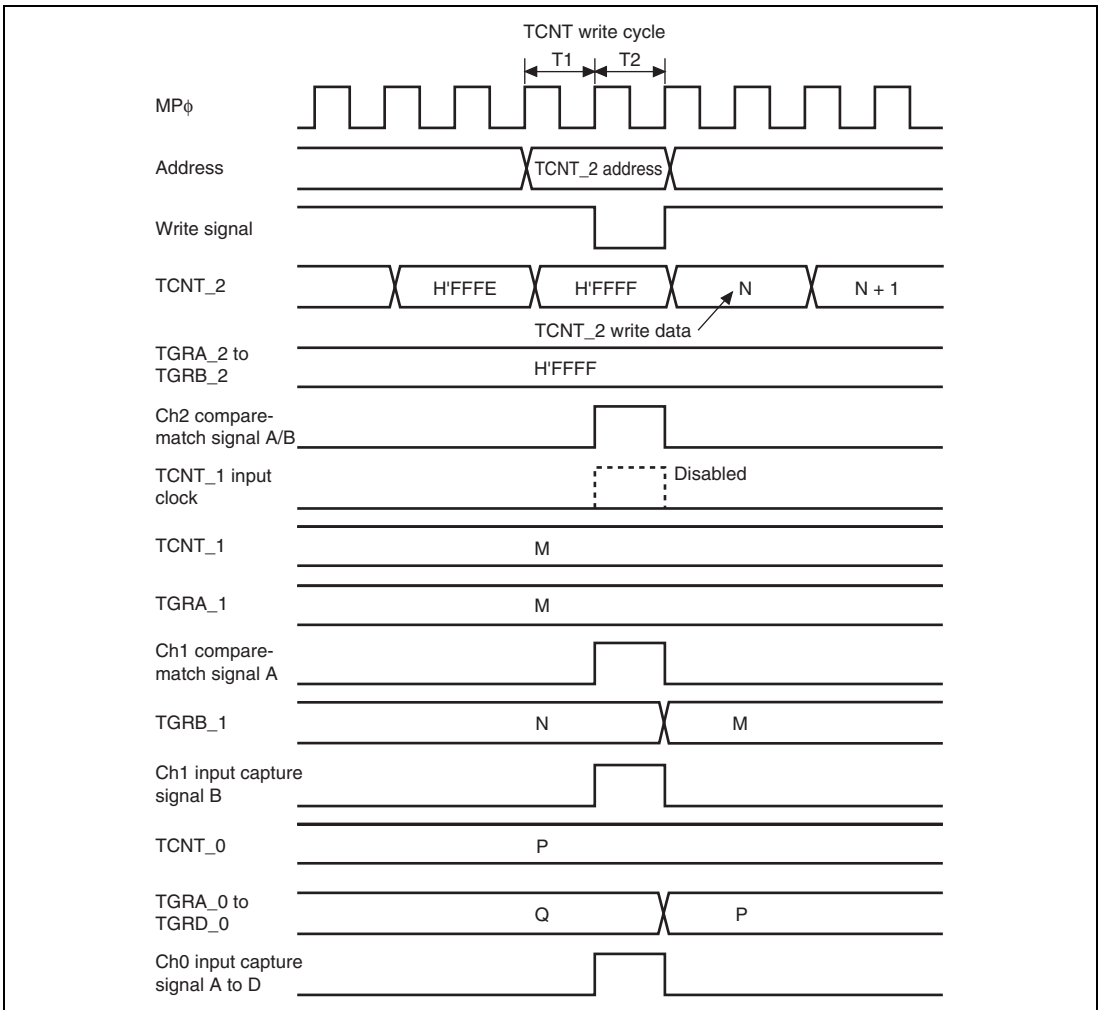 TCNT write cycle
T1 T2
MPϕ
Address TCNT_2 address
Write signal
TCNT_2 H'FFFE H'FFFF N N + 1
TCNT_2 write data
TGRA_2 to
TGRB_2
H'FFFF
Ch2 compare-
match signal A/B
TCNT_1 input
clock
Disabled
TCNT_1 M
TGRA_1 M
Ch1 compare-
match signal A
TGRB_1 N M
Ch1 input capture
signal B
TCNT_0 P
TGRA_0 to
TGRD_0
Q P
Ch0 input capture
signal A to D